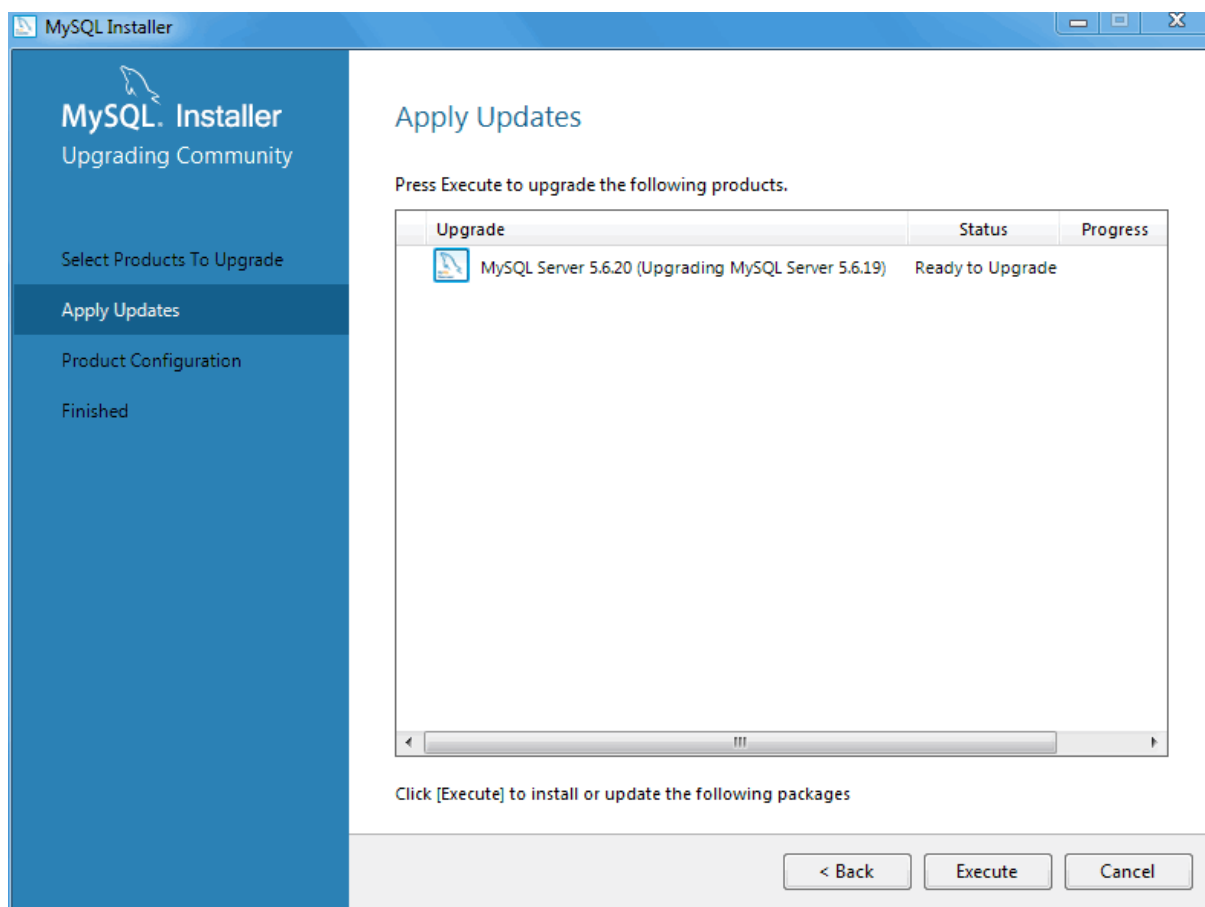 MySQL Installer
MySQL. Installer
Upgrading Community
Select Products To Upgrade
Apply Updates
Product Configuration
Finished
Apply Updates
Press Execute to upgrade the following products.
Upgrade Status Progress
MySQL Server 5.6.20 (Upgrading MySQL Server 5.6.19) Ready to Upgrade
Click [Execute] to install or update the following packages
< Back Execute Cancel